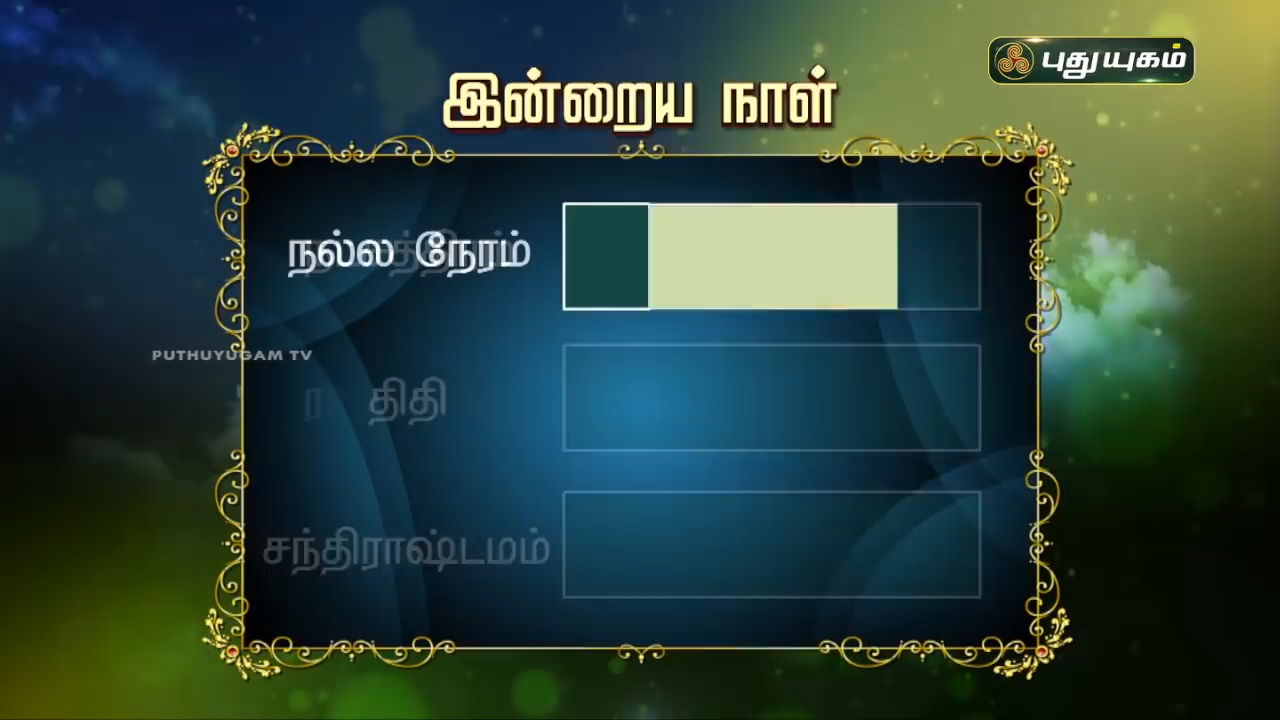 புதுயுகம்
இன்றைய நாள்
நல்ல நேரம்
PUTHUYUGAM TV
திதி
சந்திராஷ்டமம்